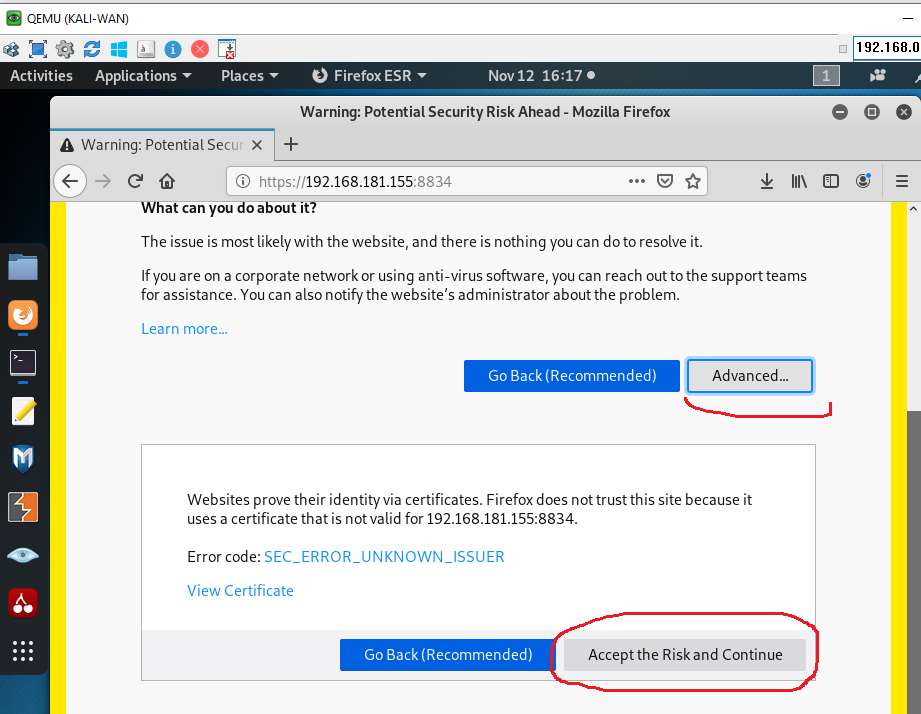 QEMU (KALI-WAN)
192.168.0
Activities Applications Places Firefox ESR Nov 12 16:17 1
Warning: Potential Security Risk Ahead - Mozilla Firefox
Warning: Potential Secur
https://192.168.181.155:8834
What can you do about it?
The issue is most likely with the website, and there is nothing you can do to resolve it.
If you are on a corporate network or using anti-virus software, you can reach out to the support teams
for assistance. You can also notify the website’s administrator about the problem.
Learn more...
Go Back (Recommended) Advanced...
Websites prove their identity via certificates. Firefox does not trust this site because it
uses a certificate that is not valid for 192.168.181.155:8834.
Error code: SEC_ERROR_UNKNOWN_ISSUER
View Certificate
Go Back (Recommended) Accept the Risk and Continue